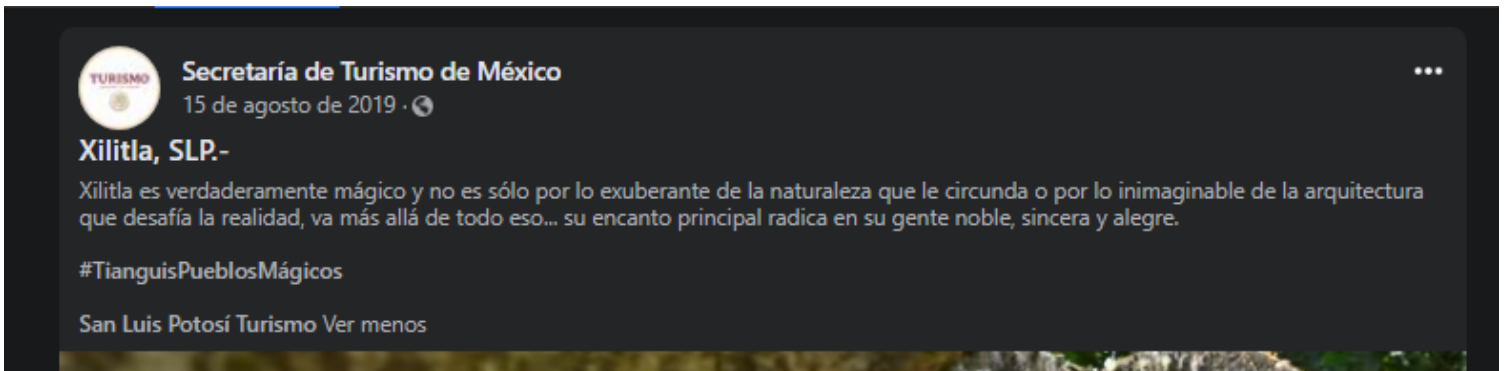 TURISMO
Secretaría de Turismo de México
15 de agosto de 2019 ·
Xilitla, SLP.-
Xilitla es verdaderamente mágico y no es sólo por lo exuberante de la naturaleza que le circunda o por lo inimaginable de la arquitectura
que desafía la realidad, va más allá de todo eso... su encanto principal radica en su gente noble, sincera y alegre.
#TianguisPueblosMágicos
San Luis Potosí Turismo Ver menos